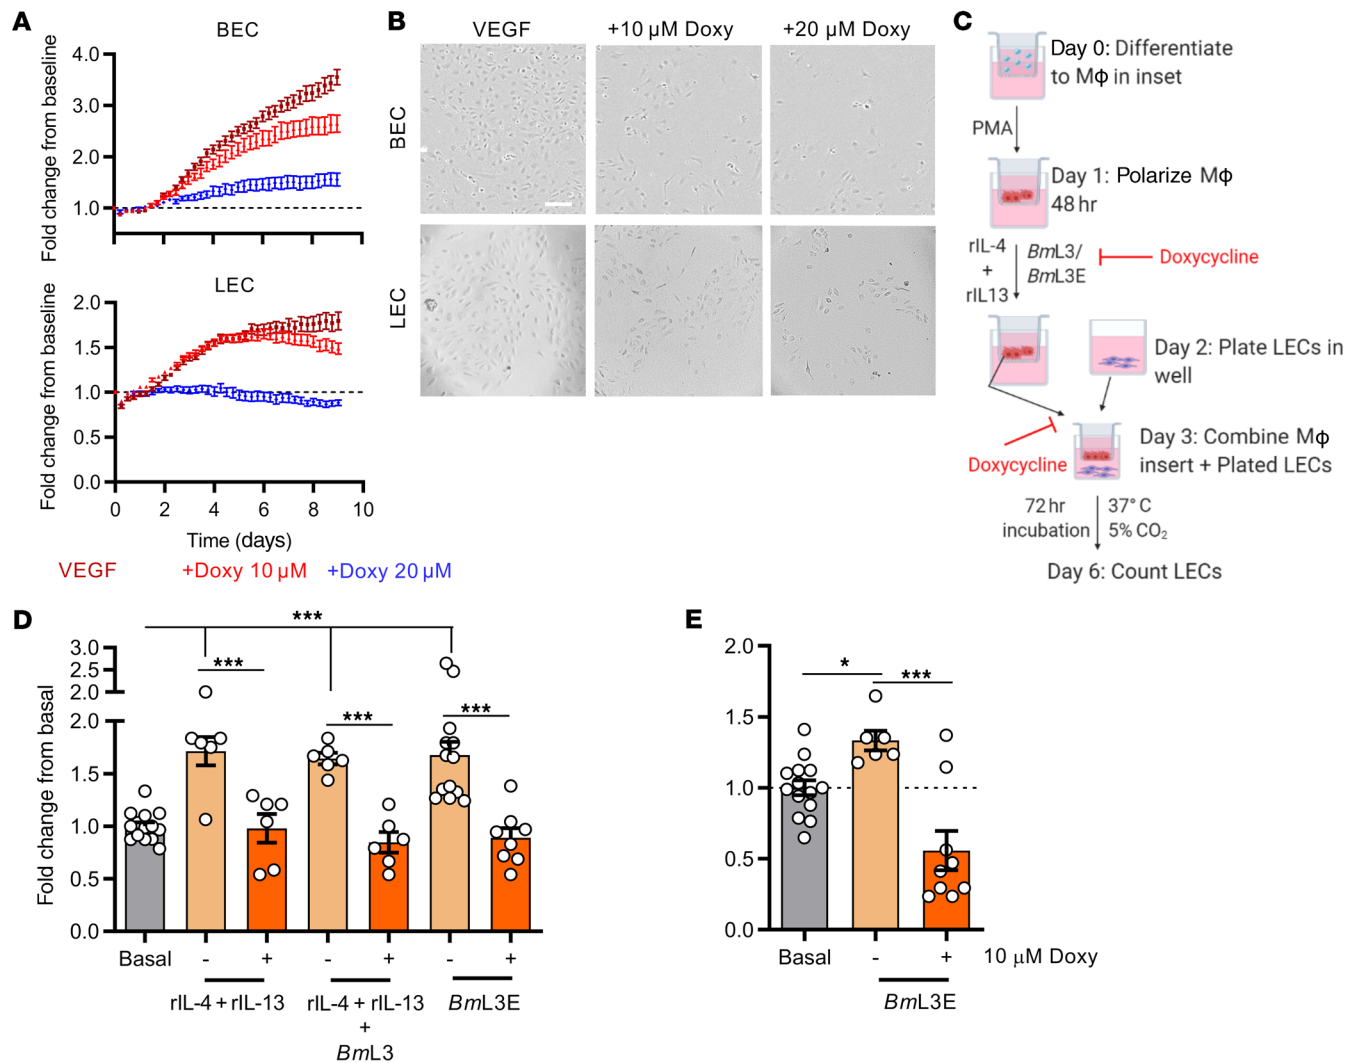 A
BEC
Fold change from baseline
4.0
3.0
2.0
1.0
LEC
Fold change from baseline
2.0
1.5
1.0
0.5
0.0
0 2 4 6 8 10
Time (days)
VEGF +Doxy 10 µM +Doxy 20 µM
B
VEGF +10 µM Doxy +20 µM Doxy
BEC
LEC
C
Day 0: Differentiate
to Mϕ in inset
PMA
Day 1: Polarize Mϕ
48 hr
rIL-4
+
rIL13
BmL3/
BmL3E
Doxycycline
Day 2: Plate LECs in
well
Doxycycline
Day 3: Combine Mϕ
insert + Plated LECs
72 hr
incubation
37° C
5% CO₂
Day 6: Count LECs
D
***
*** *** ***
Fold change from basal
3.0
2.5
2.0
2.0
1.5
1.0
0.5
0.0
Basal - + - + - +
rIL-4 + rIL-13 rIL-4 + rIL-13 BmL3E
+
BmL3
E
* ***
2.0
1.5
1.0
0.5
0.0
Basal - + 10 µM Doxy
BmL3E